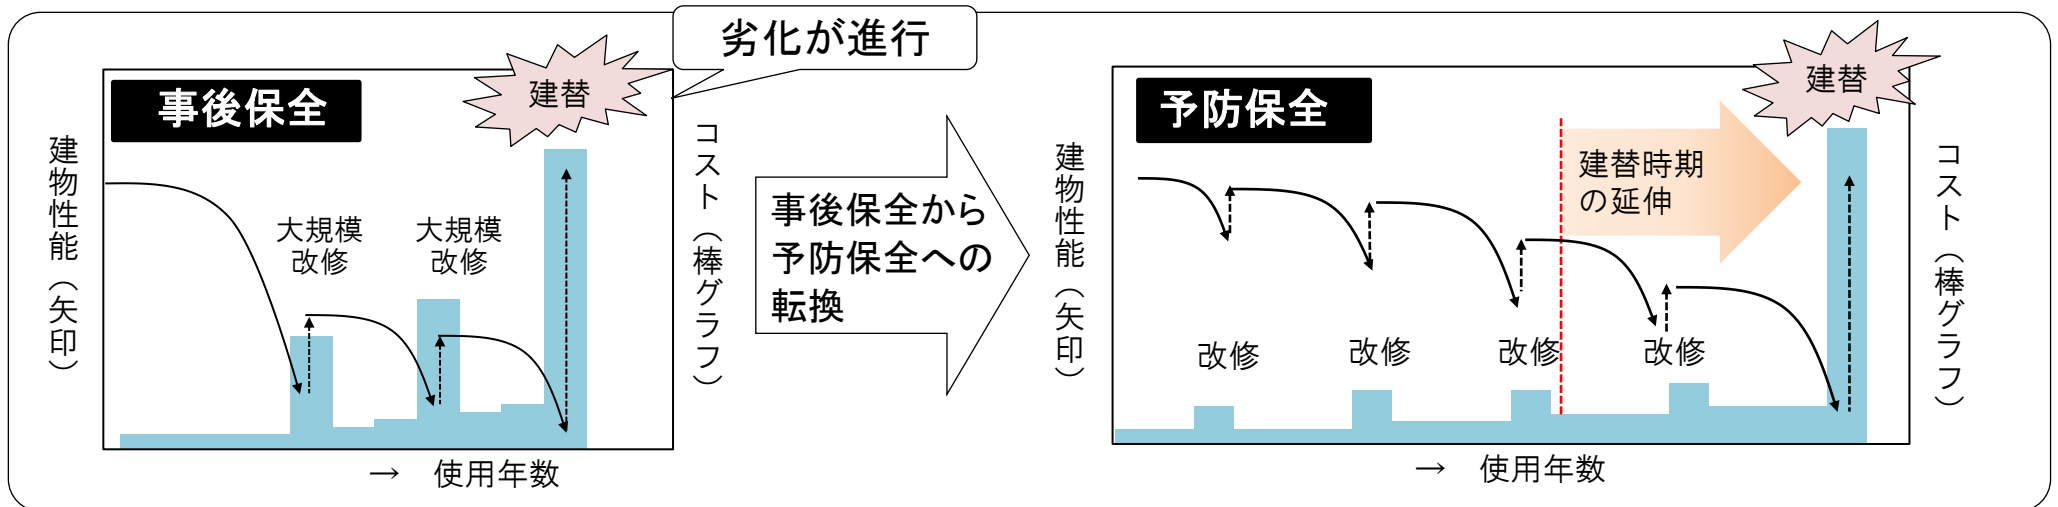 劣化が進行
事後保全
建替
建物性能（矢印）
大規模
改修
大規模
改修
コスト（棒グラフ）
→　使用年数
事後保全から
予防保全への
転換
予防保全
建替
建物性能（矢印）
建替時期
の延伸
改修
改修
改修
改修
コスト（棒グラフ）
→　使用年数